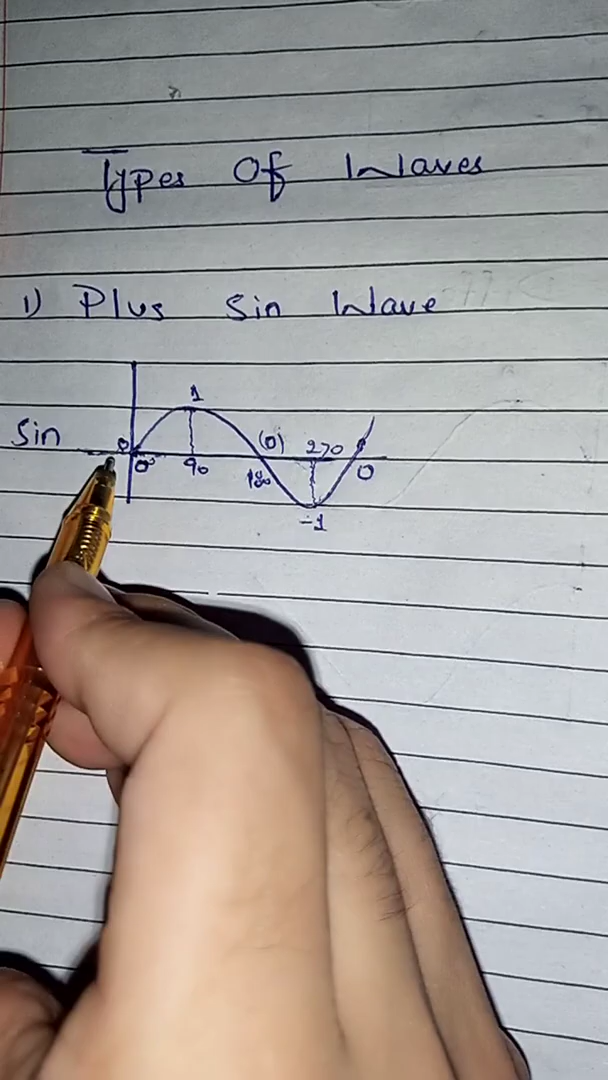 Types Of Waves
1) Plus Sin Wave
1
Sin 0 (0) 270
0° 90 180 0
-1